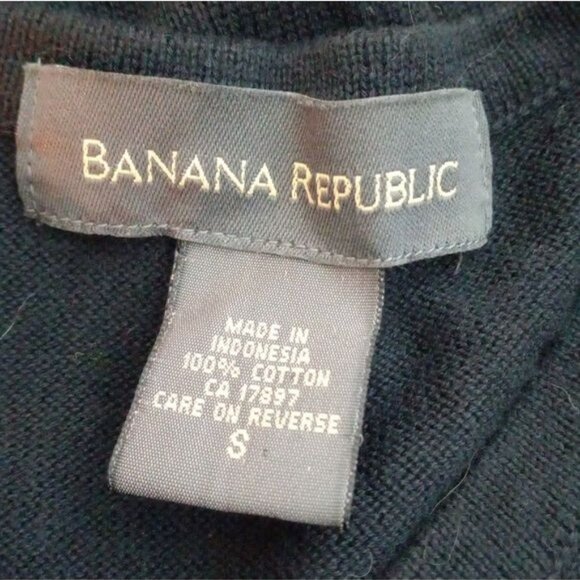 BANANA REPUBLIC
MADE IN
INDONESIA
100% COTTON
CA 17897
CARE ON REVERSE
S